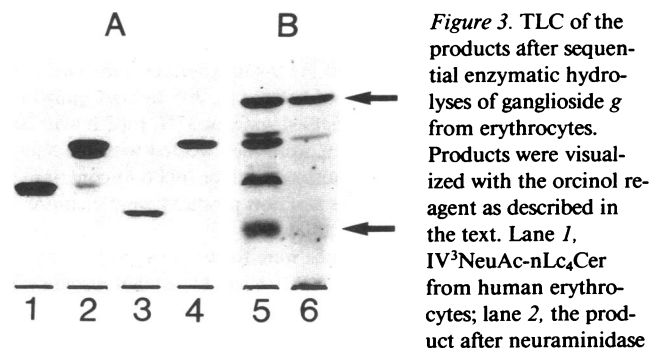 A B
1 2 3 4 5 6
Figure 3. TLC of the
products after sequen-
tial enzymatic hydro-
lyses of ganglioside g
from erythrocytes.
Products were visual-
ized with the orcinol re-
agent as described in
the text. Lane 1,
IV³NeuAc-nLc₄Cer
from human erythro-
cytes; lane 2, the prod-
uct after neuraminidase